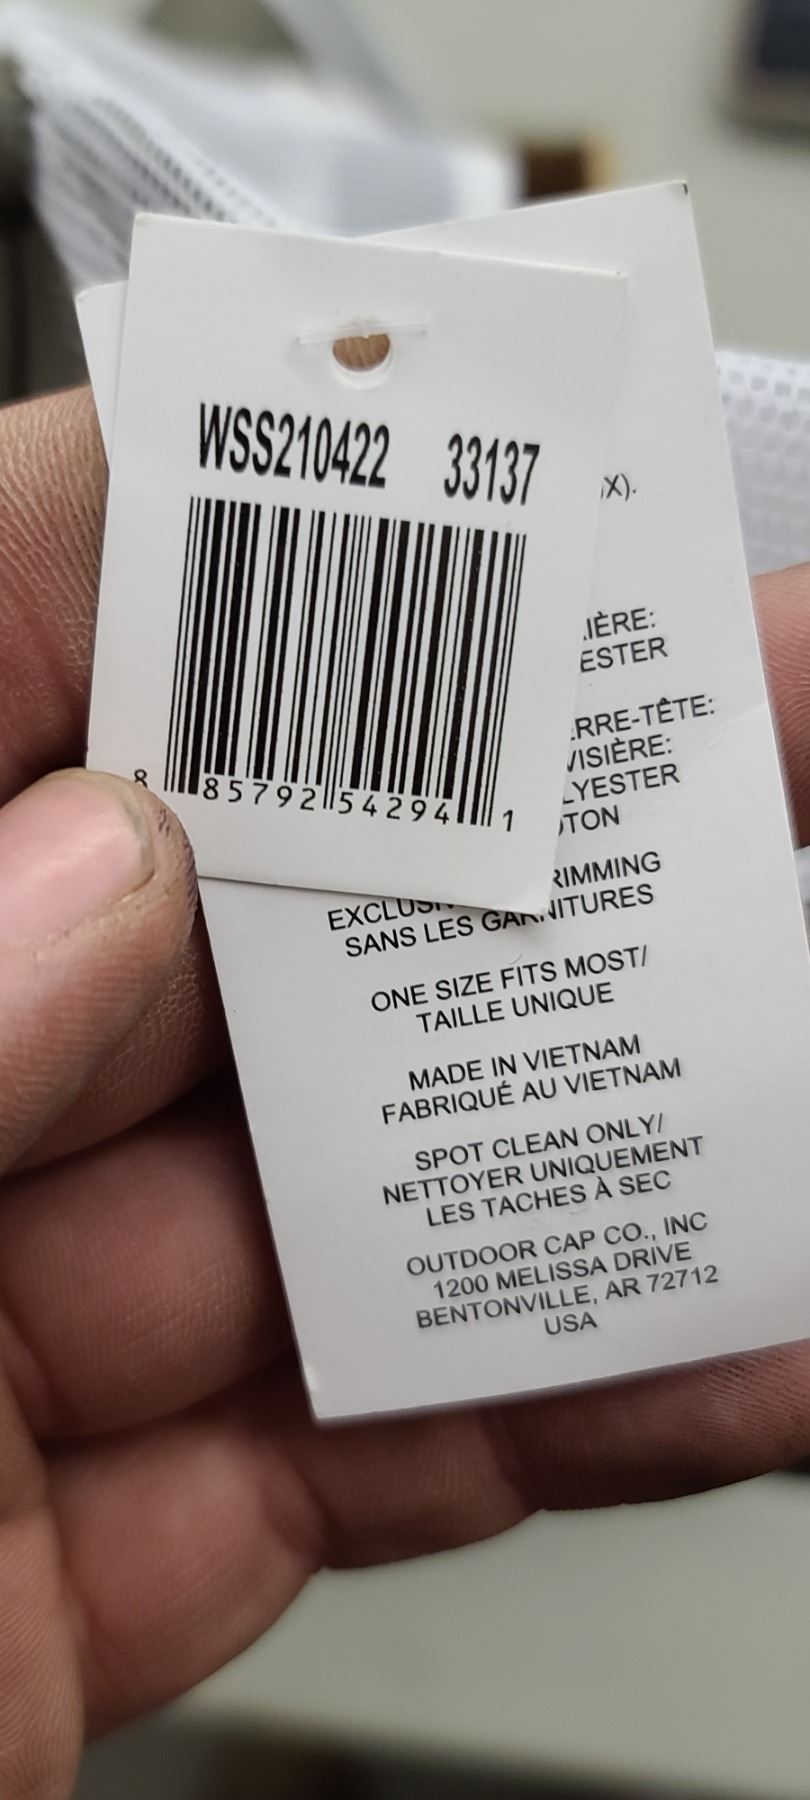 WSS210422 33137
8 85792 54294 1
X).
IÈRE:
ESTER
RRE-TÊTE:
VISIÈRE:
LYESTER
TON
RIMMING
SANS LES GARNITURES
ONE SIZE FITS MOST/
TAILLE UNIQUE
MADE IN VIETNAM
FABRIQUÉ AU VIETNAM
SPOT CLEAN ONLY/
NETTOYER UNIQUEMENT
LES TACHES À SEC
OUTDOOR CAP CO., INC
1200 MELISSA DRIVE
BENTONVILLE, AR 72712
USA